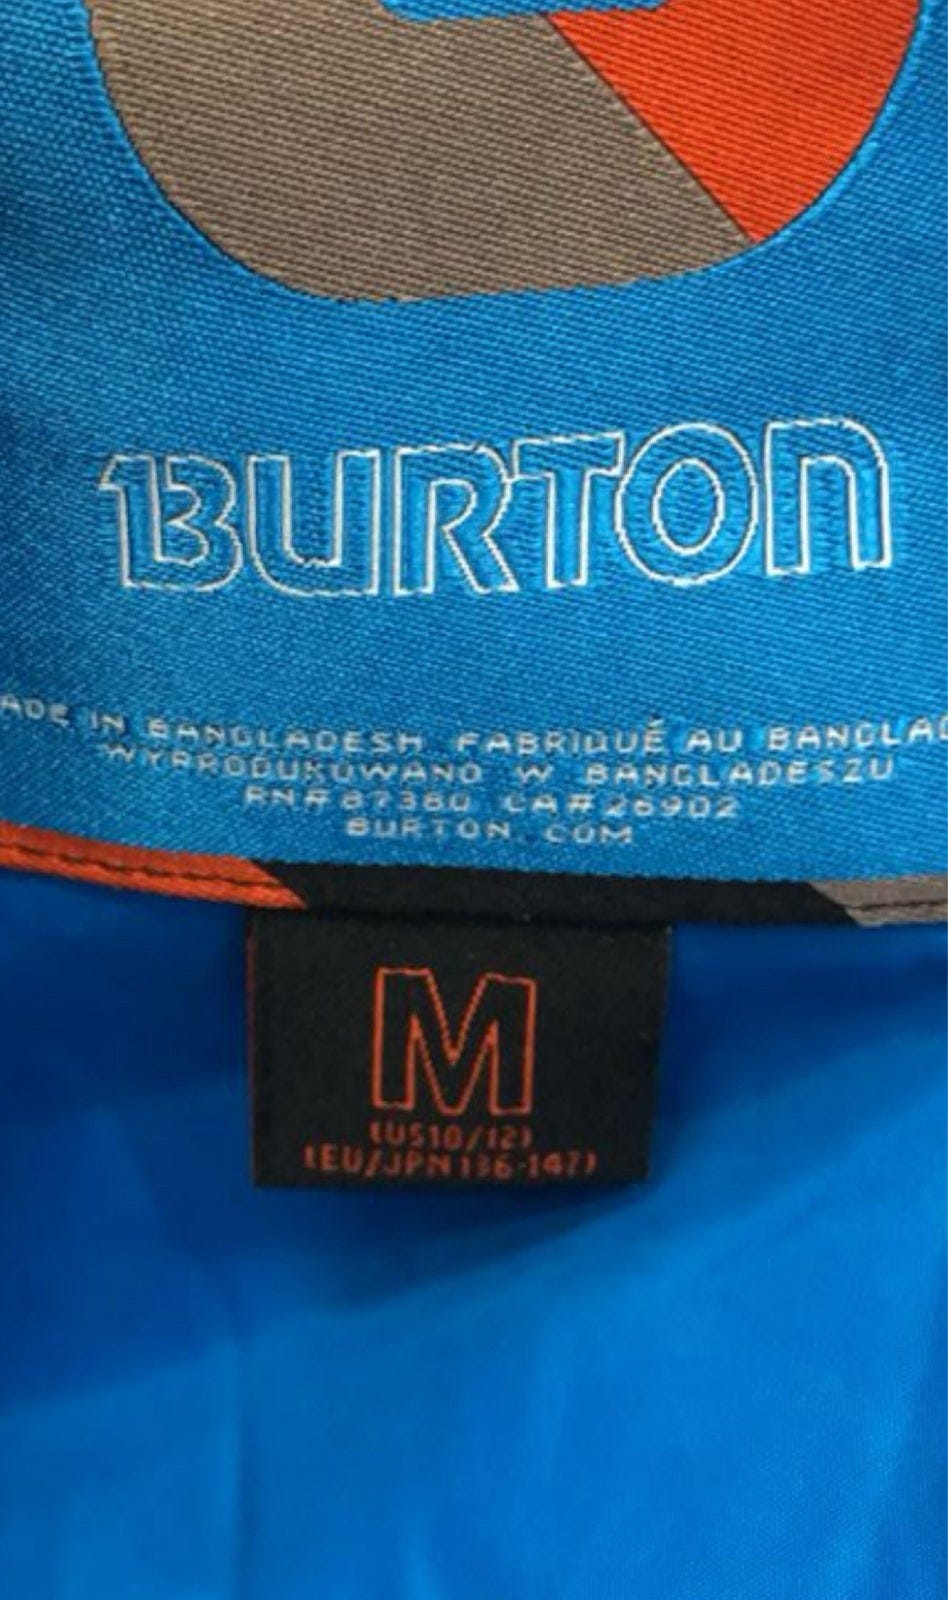 BURTON
ADE IN BANGLADESH FABRIQUÉ AU BANGLAD
WYPRODUKOWANO W BANGLADESZU
RN# 87380 CA# 26902
BURTON.COM
M
(US10/12)
(EU/JPN 136-147)